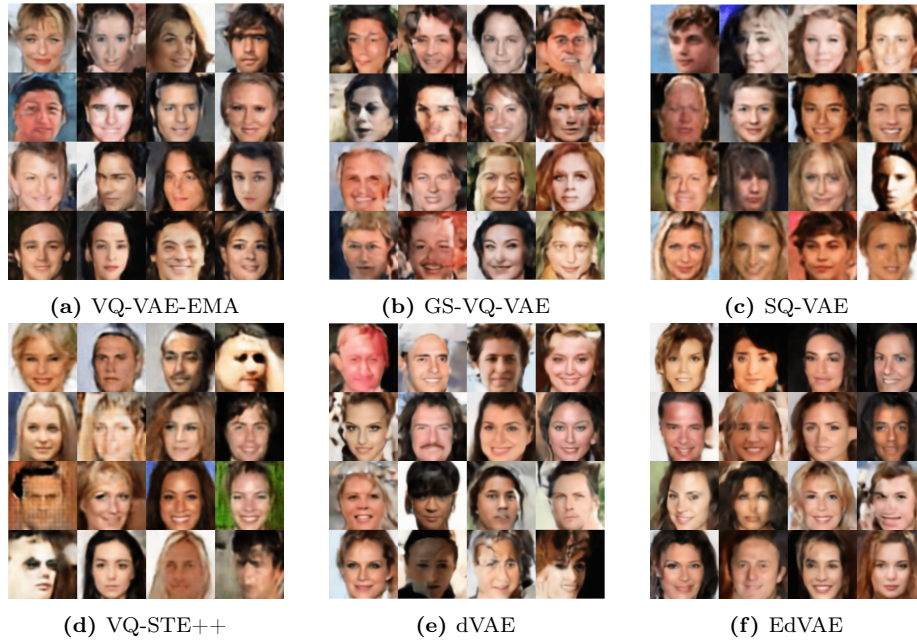 (a) VQ-VAE-EMA
(b) GS-VQ-VAE
(c) SQ-VAE
(d) VQ-STE++
(e) dVAE
(f) EdVAE